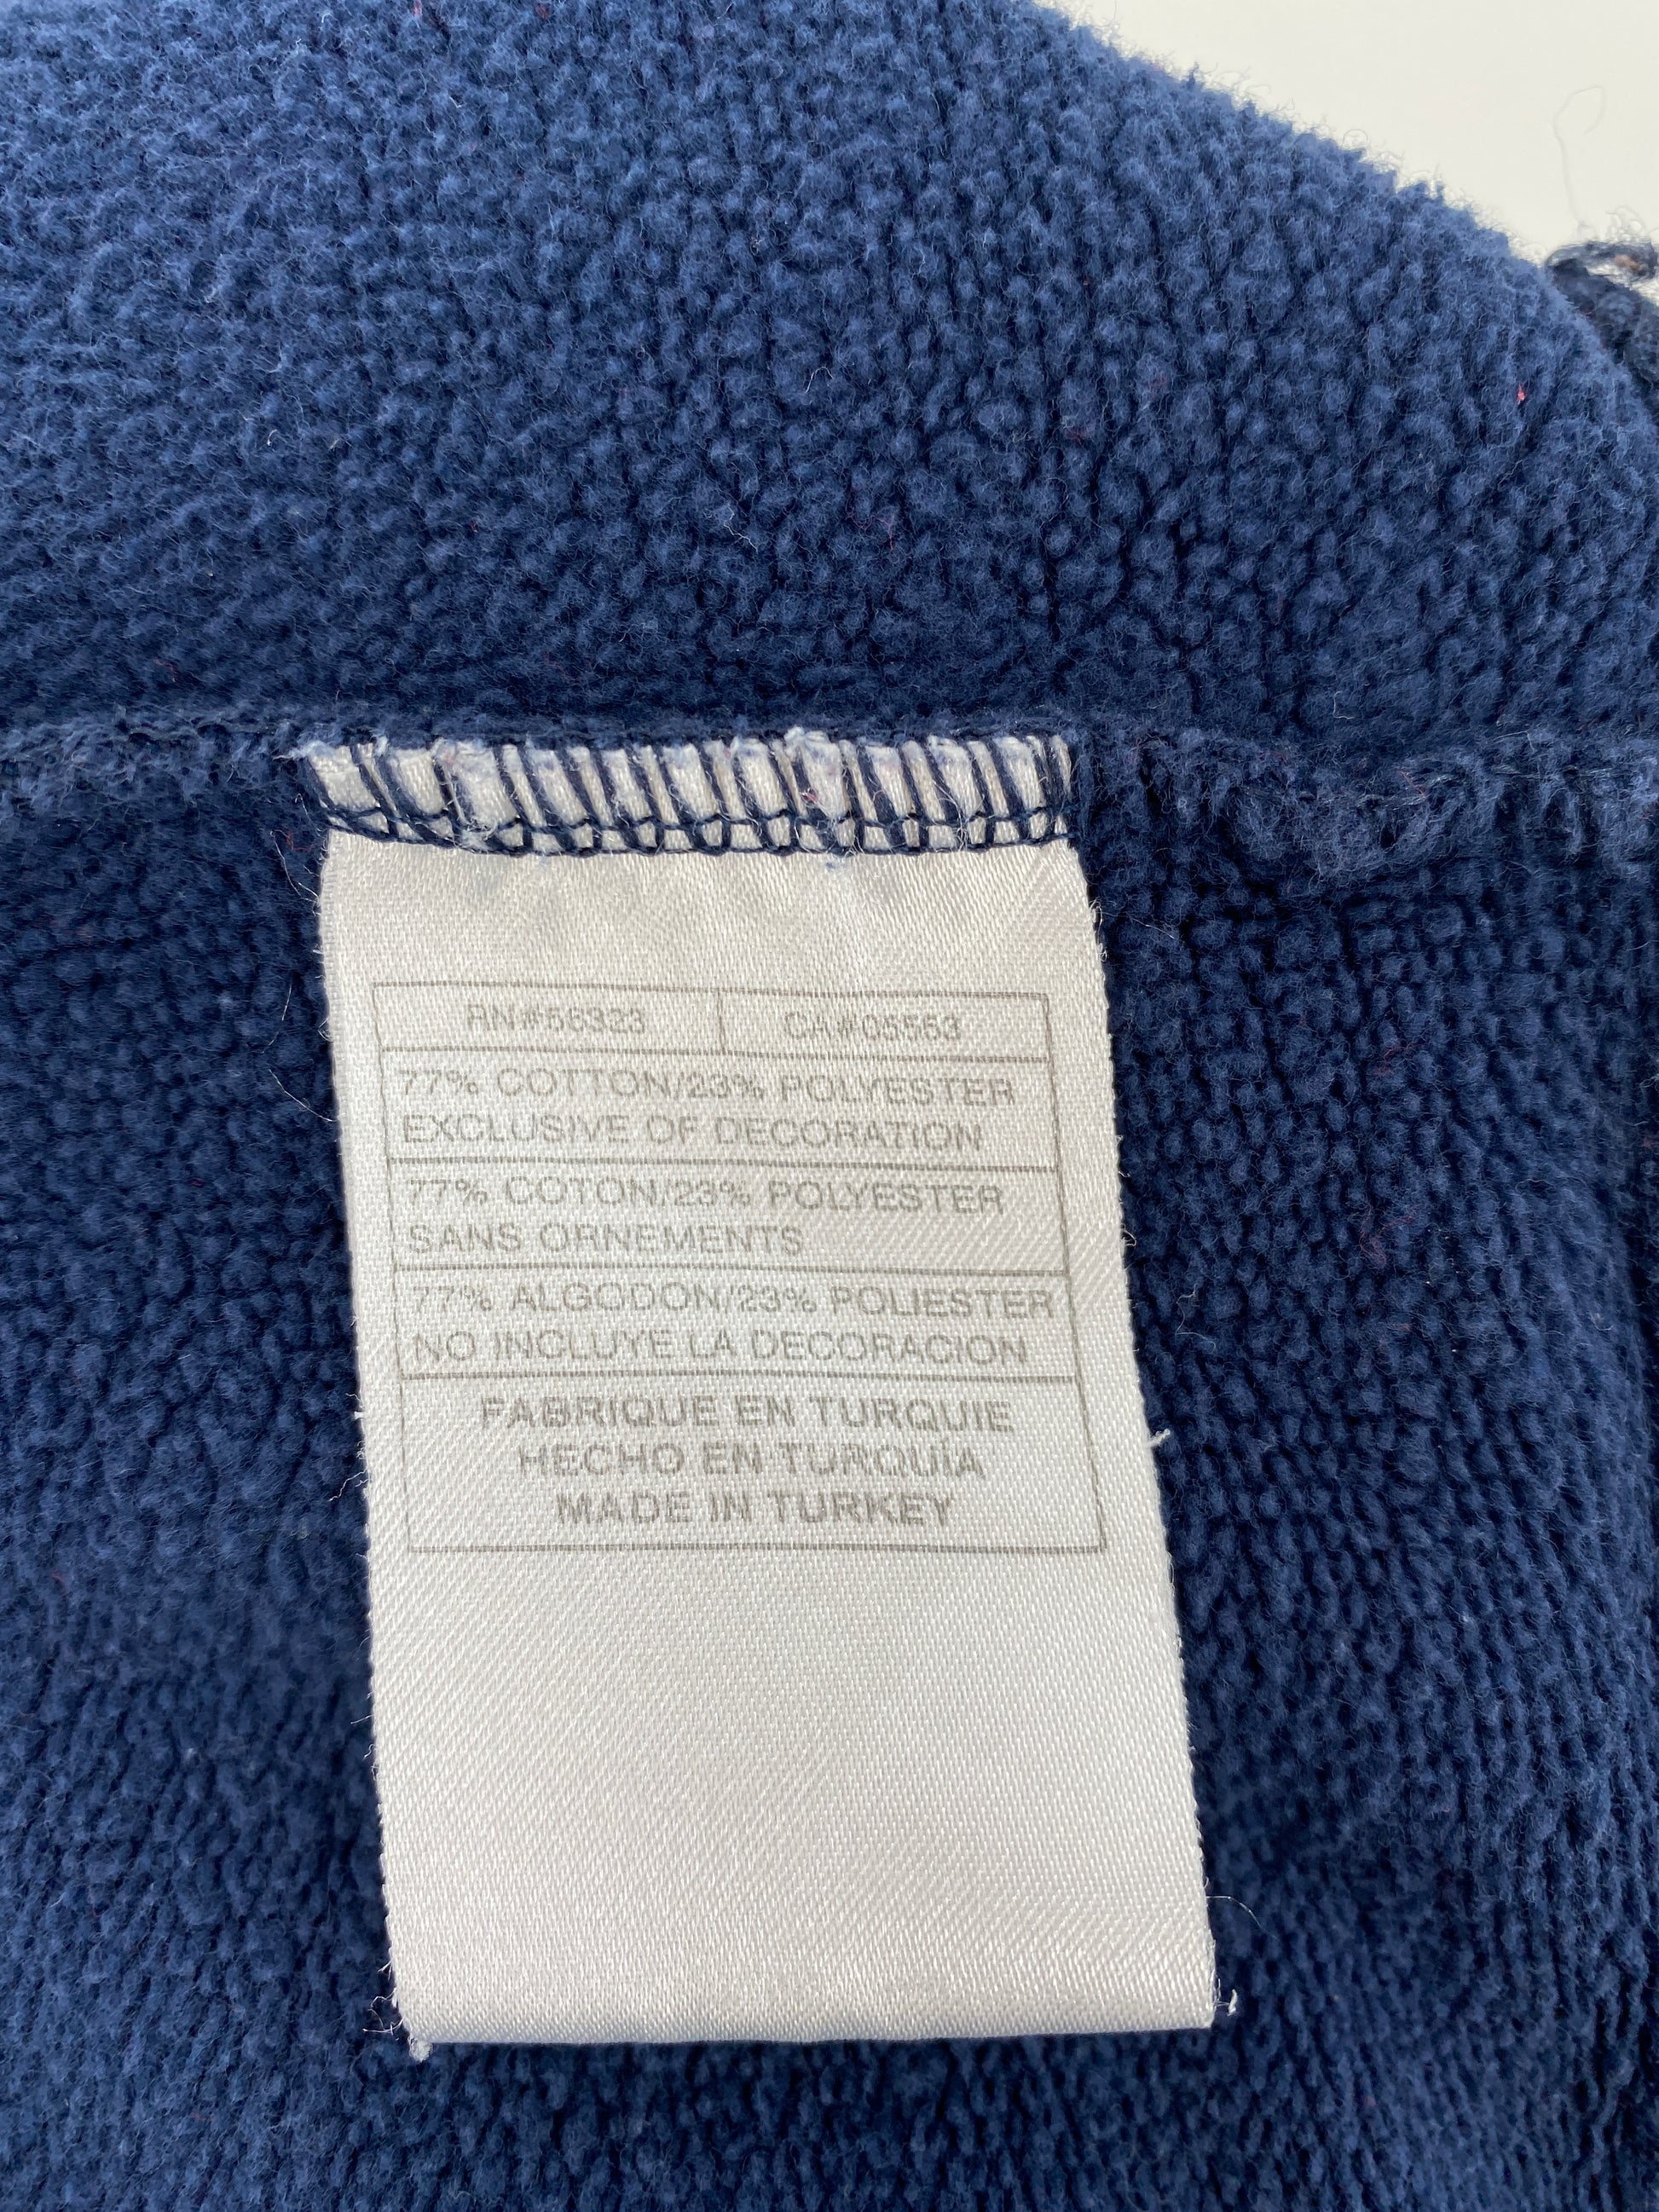 RN#56323 CA#05553
77% COTTON/23% POLYESTER
EXCLUSIVE OF DECORATION
77% COTON/23% POLYESTER
SANS ORNEMENTS
77% ALGODON/23% POLIESTER
NO INCLUYE LA DECORACION
FABRIQUE EN TURQUIE
HECHO EN TURQUÍA
MADE IN TURKEY